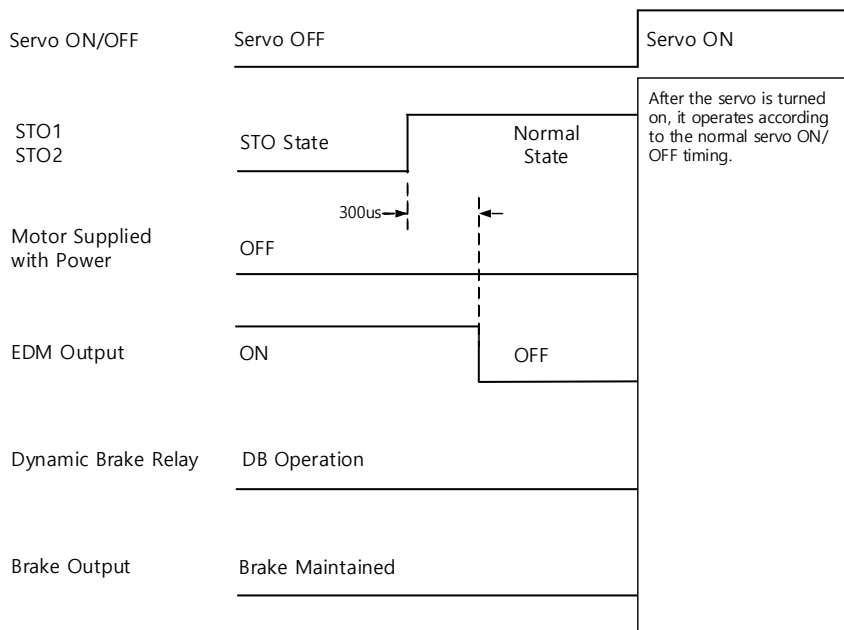 Servo ON/OFF
Servo OFF
Servo ON
STO1
STO2
STO State
Normal
State
After the servo is turned
on, it operates according
to the normal servo ON/
OFF timing.
300us
Motor Supplied
with Power
OFF
EDM Output
ON
OFF
Dynamic Brake Relay
DB Operation
Brake Output
Brake Maintained